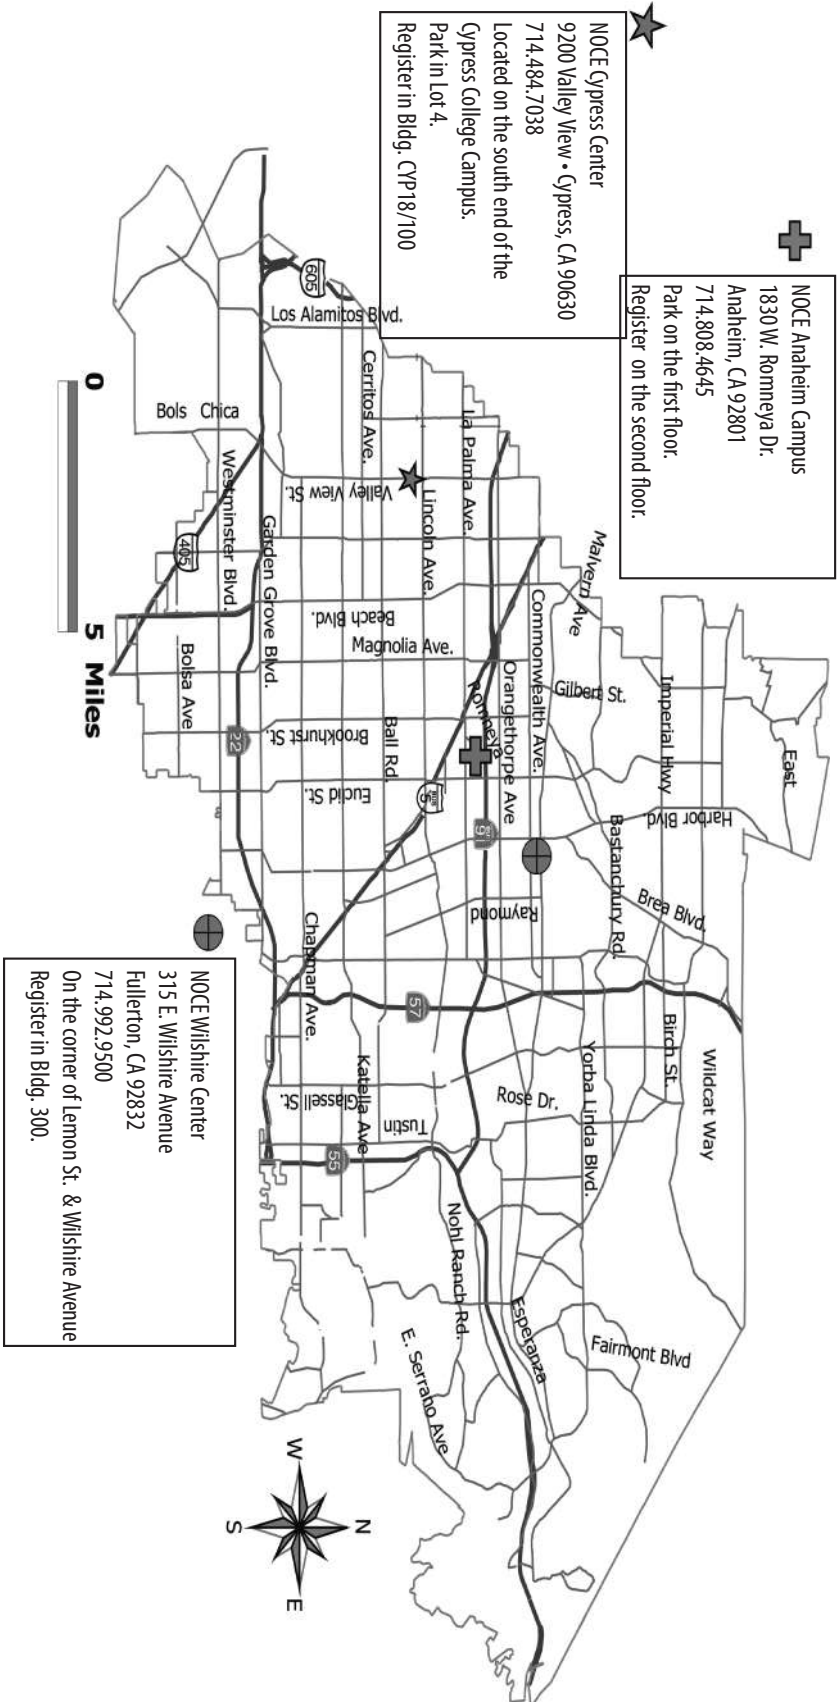 NOCE Cypress Center
9200 Valley View • Cypress, CA 90630
714.484.7038
Located on the south end of the
Cypress College Campus.
Park in Lot 4.
Register in Bldg. CYP18/100
NOCE Anaheim Campus
1830 W. Romneya Dr.
Anaheim, CA 92801
714.808.4645
Park on the first floor.
Register on the second floor.
NOCE Wilshire Center
315 E. Wilshire Avenue
Fullerton, CA 92832
714.992.9500
On the corner of Lemon St. & Wilshire Avenue
Register in Bldg. 300.
605
Los Alamitos Blvd.
Cerritos Ave.
Bols Chica
La Palma Ave.
Valley View St.
Lincoln Ave.
Westminster Blvd.
405
Garden Grove Blvd.
Malvern Ave
Beach Blvd.
Commonwealth Ave.
Magnolia Ave.
Orangethorpe Ave
Gilbert St.
Imperial Hwy
East
Bolsa Ave
Romneya
22
Brookhurst St.
Ball Rd.
Euclid St.
BUS
5
91
Harbor Blvd.
Bastanchury Rd.
Brea Blvd.
Raymond
Chapman Ave.
57
Katella Ave
Glassell St.
Tustin
55
Rose Dr.
Yorba Linda Blvd.
Birch St.
Wildcat Way
Nohl Ranch Rd.
Esperanza
E. Serrano Ave
Fairmont Blvd
0 5 Miles
N
W E
S